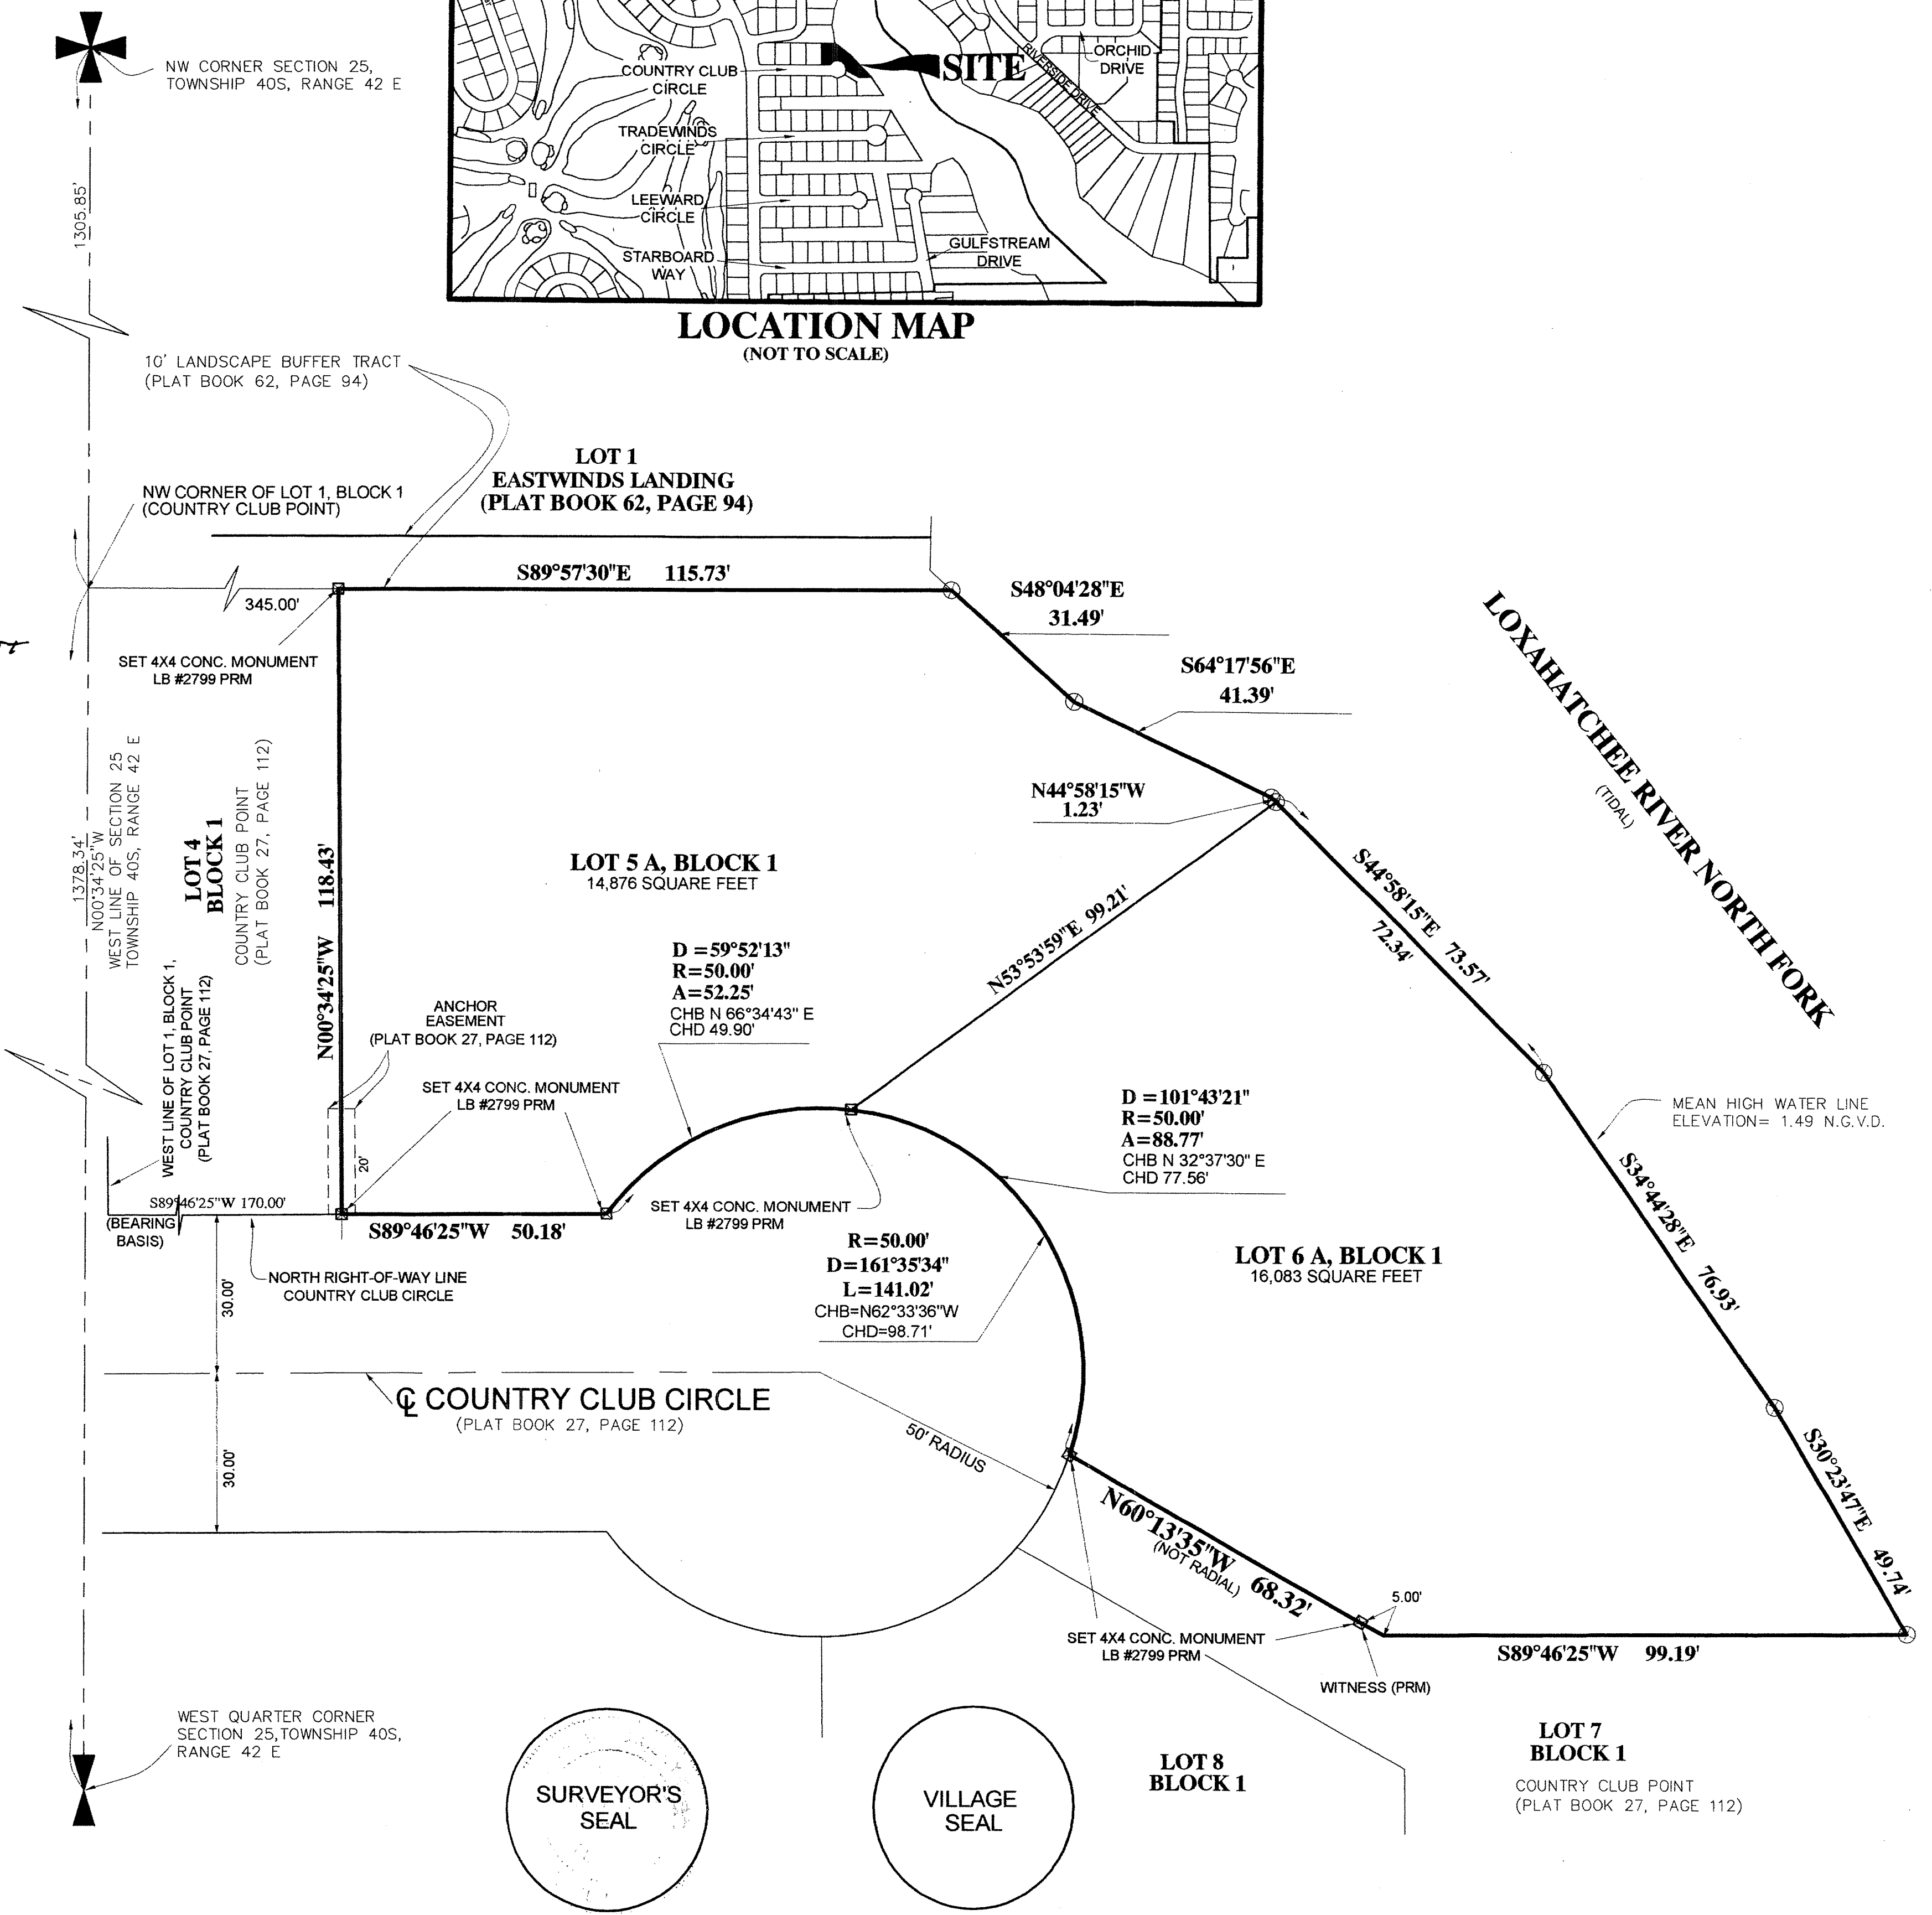 NW CORNER SECTION 25,
TOWNSHIP 40S, RANGE 42 E
1305.85'
COUNTRY CLUB
CIRCLE
SITE
ORCHID
DRIVE
RIVERSIDE DRIVE
TRADEWINDS
CIRCLE
LEEWARD
CIRCLE
STARBOARD
WAY
GULFSTREAM
DRIVE
LOCATION MAP
(NOT TO SCALE)
10' LANDSCAPE BUFFER TRACT
(PLAT BOOK 62, PAGE 94)
LOT 1
EASTWINDS LANDING
(PLAT BOOK 62, PAGE 94)
NW CORNER OF LOT 1, BLOCK 1
(COUNTRY CLUB POINT)
345.00'
S89°57'30"E 115.73'
S48°04'28"E
31.49'
S64°17'56"E
41.39'
SET 4X4 CONC. MONUMENT
LB #2799 PRM
N44°58'15"W
1.23'
LOXAHATCHEE RIVER NORTH FORK
(TIDAL)
1378.34'
N00°34'25"W
WEST LINE OF SECTION 25
TOWNSHIP 40S, RANGE 42 E
LOT 4
BLOCK 1
COUNTRY CLUB POINT
(PLAT BOOK 27, PAGE 112)
N00°34'25"W 118.43'
LOT 5 A, BLOCK 1
14,876 SQUARE FEET
S44°58'15"E 73.57'
72.34'
N53°53'59"E 99.21'
D =59°52'13"
R=50.00'
A=52.25'
CHB N 66°34'43" E
CHD 49.90'
ANCHOR
EASEMENT
(PLAT BOOK 27, PAGE 112)
WEST LINE OF LOT 1, BLOCK 1,
COUNTRY CLUB POINT
(PLAT BOOK 27, PAGE 112)
SET 4X4 CONC. MONUMENT
LB #2799 PRM
20'
D =101°43'21"
R=50.00'
A=88.77'
CHB N 32°37'30" E
CHD 77.56'
MEAN HIGH WATER LINE
ELEVATION= 1.49 N.G.V.D.
S34°44'28"E 76.93'
S89°46'25"W 170.00'
(BEARING
BASIS)
S89°46'25"W 50.18'
SET 4X4 CONC. MONUMENT
LB #2799 PRM
R=50.00'
D=161°35'34"
L=141.02'
CHB=N62°33'36"W
CHD=98.71'
LOT 6 A, BLOCK 1
16,083 SQUARE FEET
NORTH RIGHT-OF-WAY LINE
COUNTRY CLUB CIRCLE
30.00'
℄ COUNTRY CLUB CIRCLE
(PLAT BOOK 27, PAGE 112)
50' RADIUS
30.00'
S30°23'47"E 49.74'
N60°13'35"W 68.32'
(NOT RADIAL)
5.00'
SET 4X4 CONC. MONUMENT
LB #2799 PRM
S89°46'25"W 99.19'
WITNESS (PRM)
WEST QUARTER CORNER
SECTION 25,TOWNSHIP 40S,
RANGE 42 E
SURVEYOR'S
SEAL
VILLAGE
SEAL
LOT 8
BLOCK 1
LOT 7
BLOCK 1
COUNTRY CLUB POINT
(PLAT BOOK 27, PAGE 112)